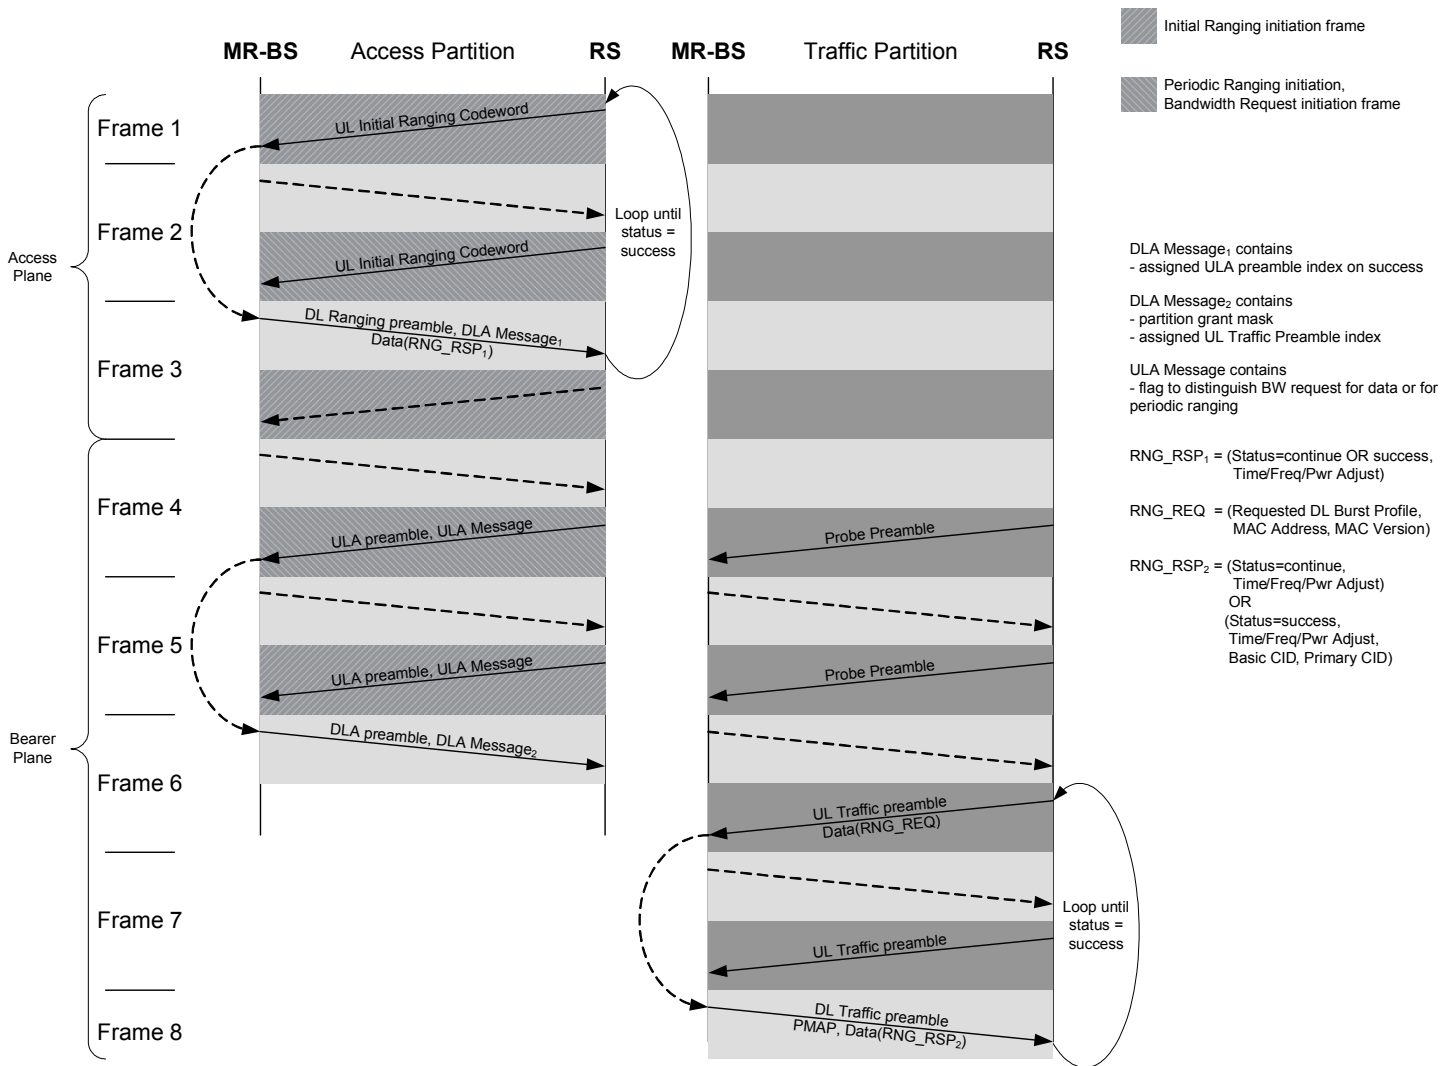 Initial Ranging initiation frame
MR-BS Access Partition RS MR-BS Traffic Partition RS
Periodic Ranging initiation,
Bandwidth Request initiation frame
Frame 1
UL Initial Ranging Codeword
Frame 2
Loop until
status =
success
UL Initial Ranging Codeword
Access
Plane
DLA Message₁ contains
- assigned ULA preamble index on success
DLA Message₂ contains
- partition grant mask
- assigned UL Traffic Preamble index
DL Ranging preamble, DLA Message₁
Data(RNG_RSP₁)
Frame 3
ULA Message contains
- flag to distinguish BW request for data or for
periodic ranging
RNG_RSP₁ = (Status=continue OR success,
Time/Freq/Pwr Adjust)
Frame 4
ULA preamble, ULA Message
Probe Preamble
RNG_REQ = (Requested DL Burst Profile,
MAC Address, MAC Version)
RNG_RSP₂ = (Status=continue,
Time/Freq/Pwr Adjust)
OR
(Status=success,
Time/Freq/Pwr Adjust,
Basic CID, Primary CID)
Frame 5
ULA preamble, ULA Message
Probe Preamble
Bearer
Plane
DLA preamble, DLA Message₂
Frame 6
UL Traffic preamble
Data(RNG_REQ)
Frame 7
Loop until
status =
success
UL Traffic preamble
Frame 8
DL Traffic preamble
PMAP, Data(RNG_RSP₂)